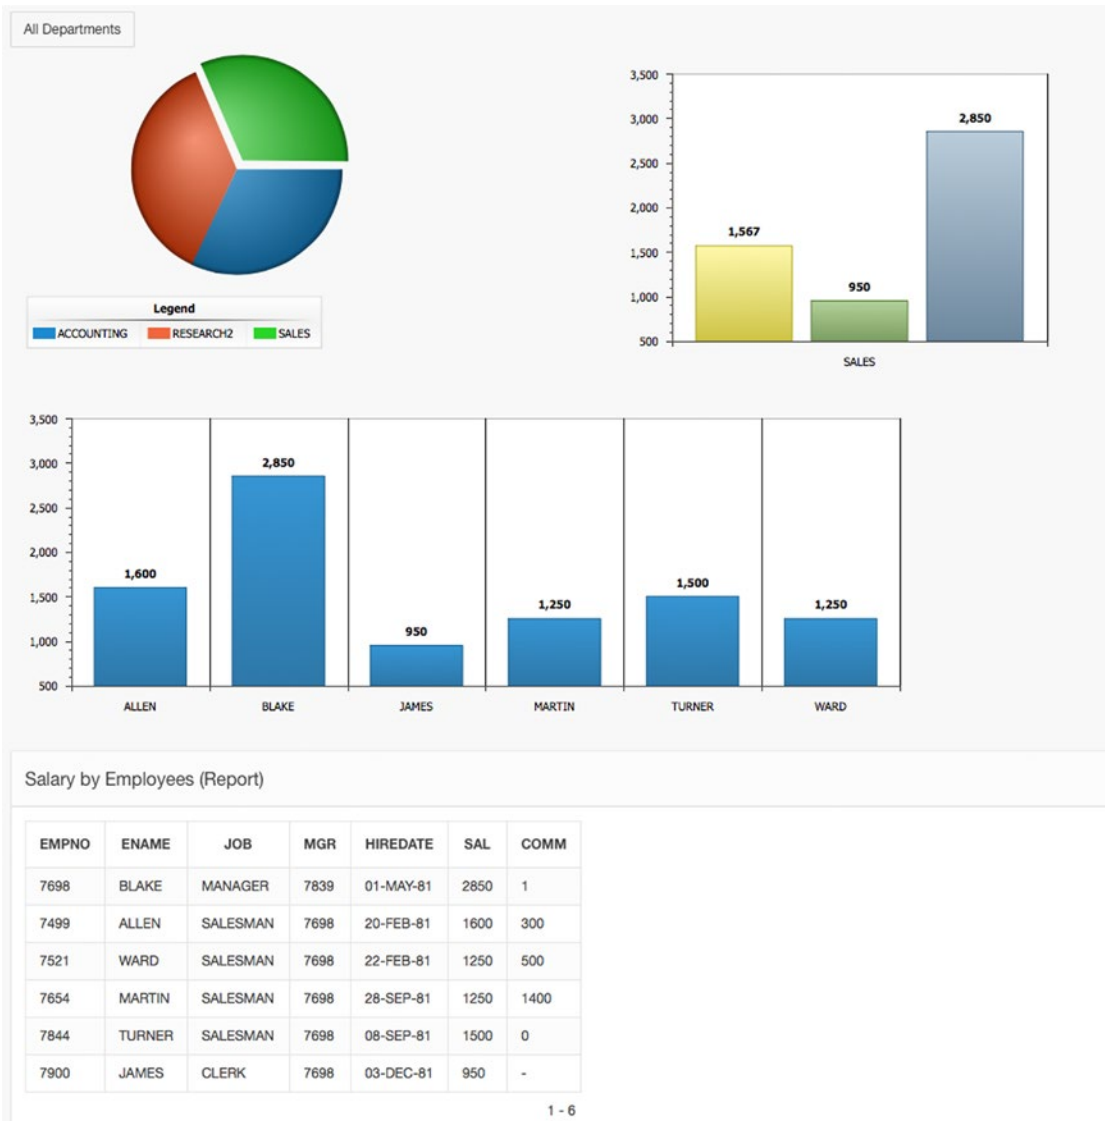 All Departments
Legend
ACCOUNTING RESEARCH2 SALES
3,500
3,000
2,500
2,000
1,500
1,000
500
1,567
950
2,850
SALES
3,500
3,000
2,500
2,000
1,500
1,000
500
1,600
2,850
950
1,250
1,500
1,250
ALLEN BLAKE JAMES MARTIN TURNER WARD
Salary by Employees (Report)
EMPNO ENAME JOB MGR HIREDATE SAL COMM
7698 BLAKE MANAGER 7839 01-MAY-81 2850 1
7499 ALLEN SALESMAN 7698 20-FEB-81 1600 300
7521 WARD SALESMAN 7698 22-FEB-81 1250 500
7654 MARTIN SALESMAN 7698 28-SEP-81 1250 1400
7844 TURNER SALESMAN 7698 08-SEP-81 1500 0
7900 JAMES CLERK 7698 03-DEC-81 950 -
1 - 6